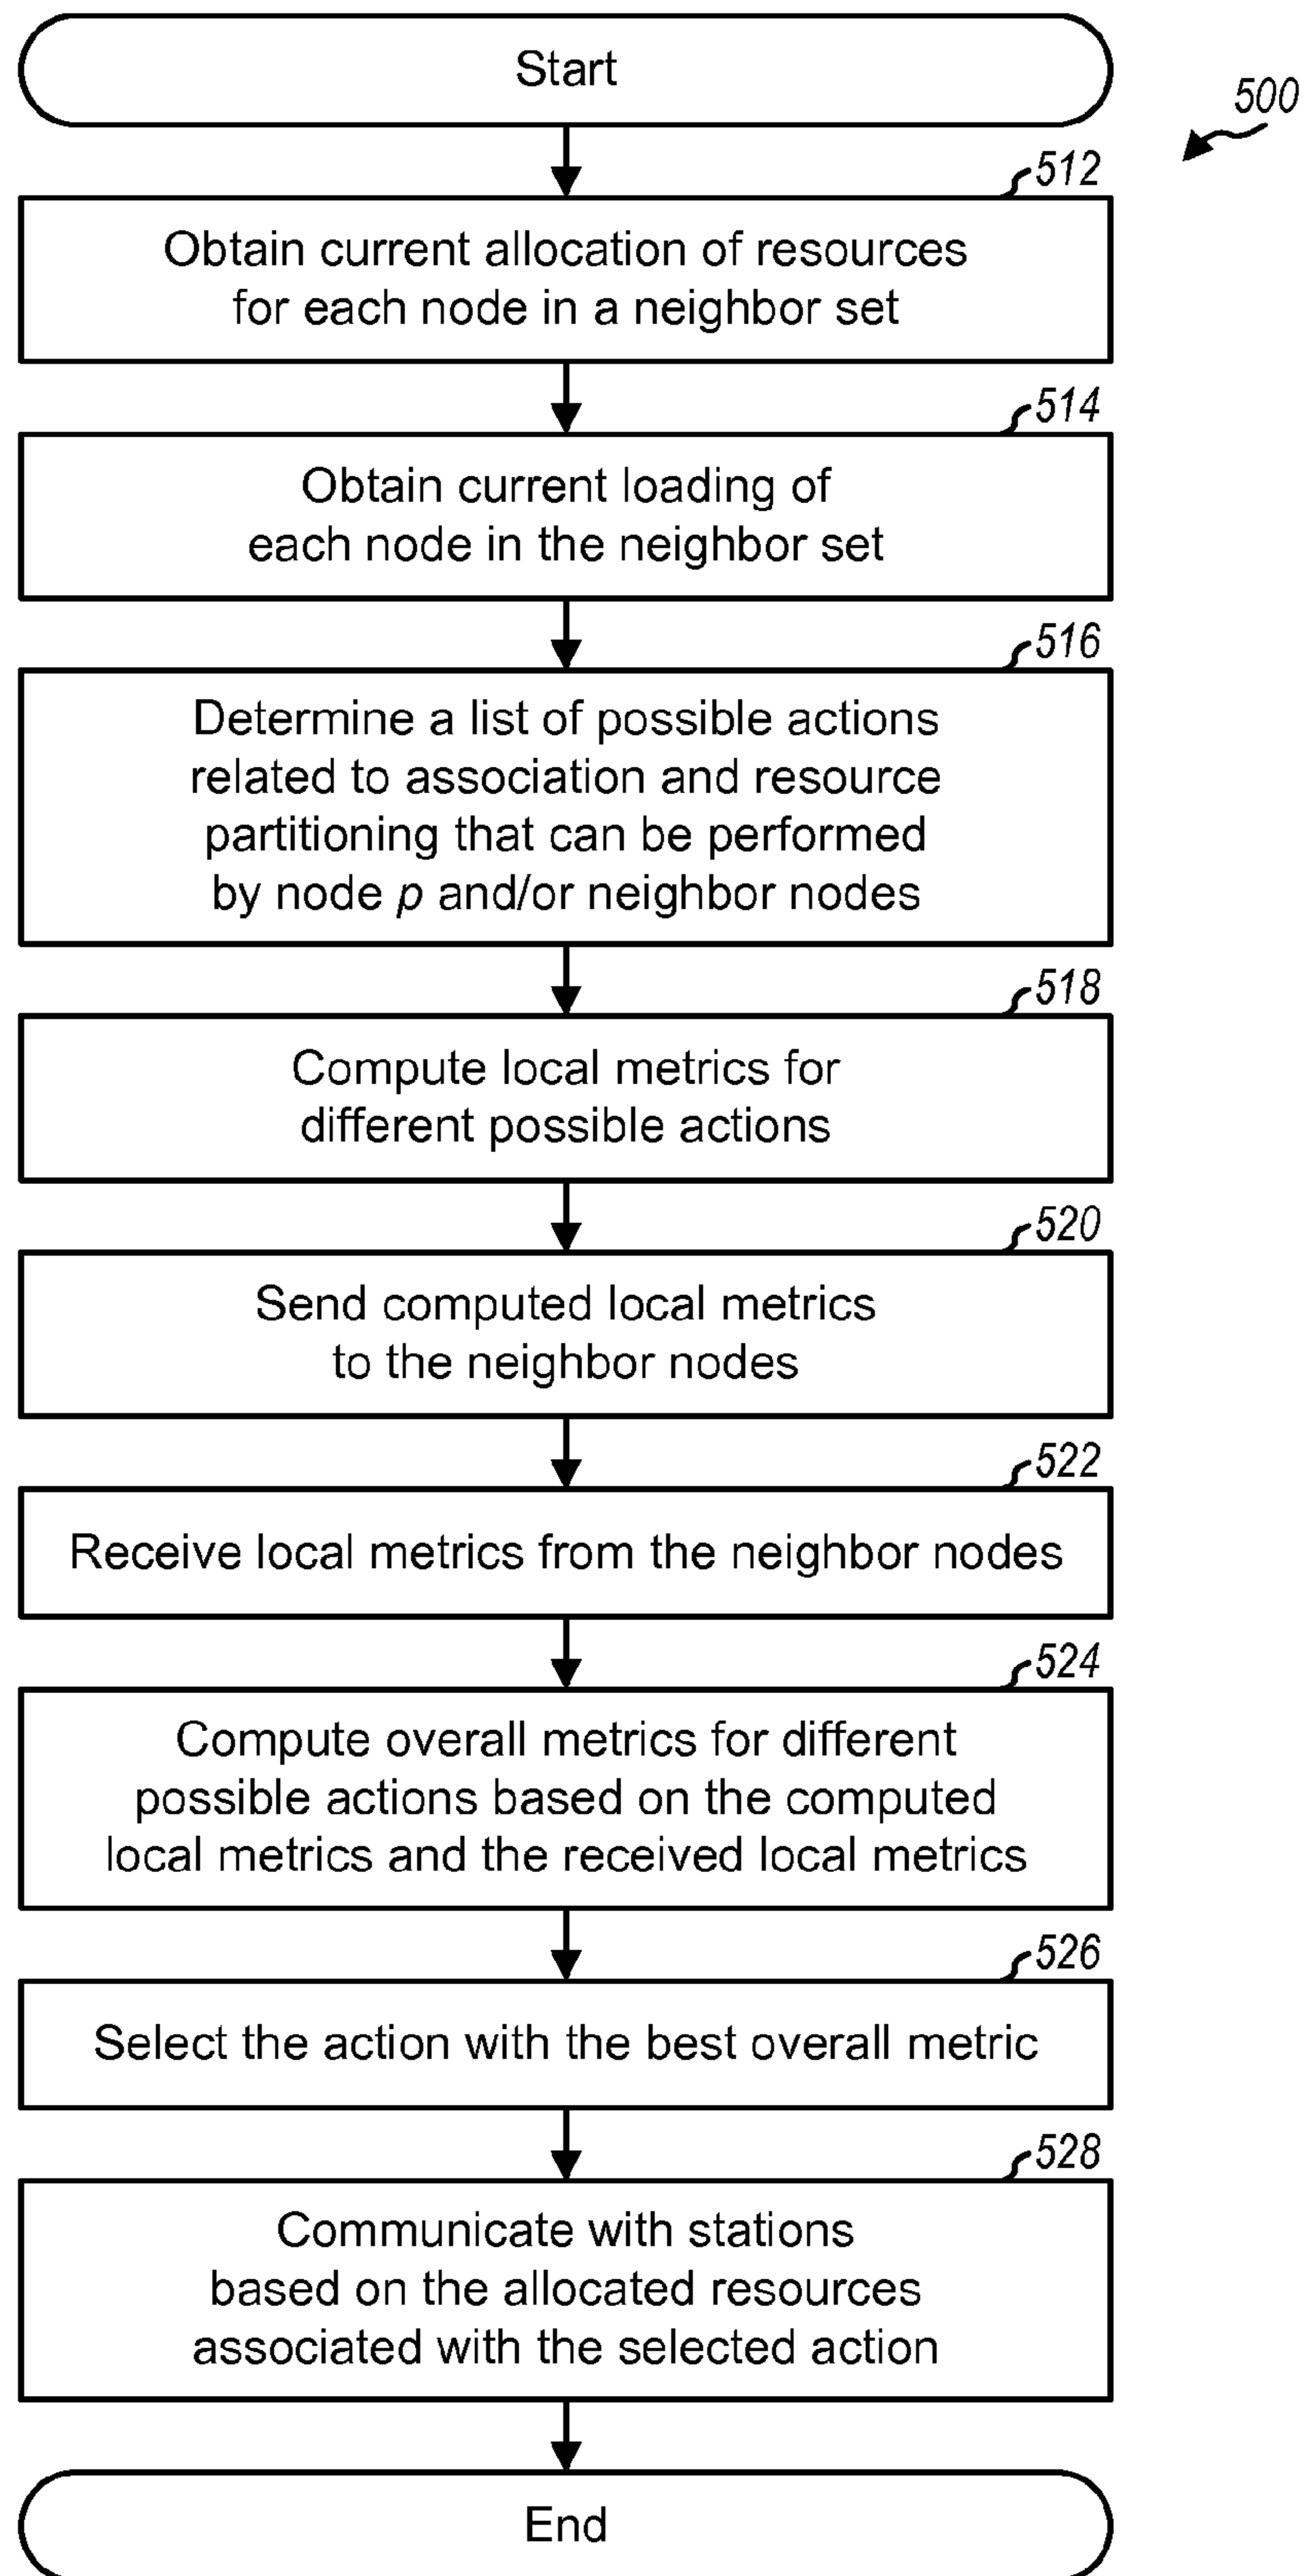 Start
500
512
Obtain current allocation of resources
for each node in a neighbor set
514
Obtain current loading of
each node in the neighbor set
516
Determine a list of possible actions
related to association and resource
partitioning that can be performed
by node p and/or neighbor nodes
518
Compute local metrics for
different possible actions
520
Send computed local metrics
to the neighbor nodes
522
Receive local metrics from the neighbor nodes
524
Compute overall metrics for different
possible actions based on the computed
local metrics and the received local metrics
526
Select the action with the best overall metric
528
Communicate with stations
based on the allocated resources
associated with the selected action
End